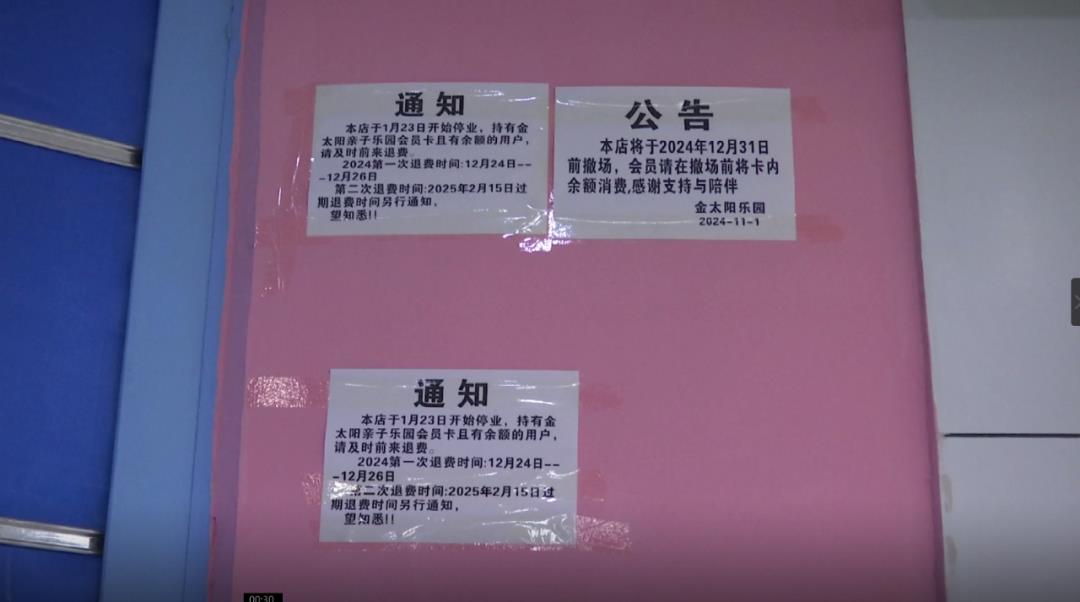 通知
本店于1月23日开始停业，持有金
太阳亲子乐园会员卡且有余额的用户，
请及时前来退费。
2024第一次退费时间:12月24日--
-12月26日
第二次退费时间:2025年2月15日过
期退费时间另行通知，
望知悉!!
公告
本店将于2024年12月31日
前撤场，会员请在撤场前将卡内
余额消费,感谢支持与陪伴
金太阳乐园
2024-11-1
通知
本店于1月23日开始停业，持有金
太阳亲子乐园会员卡且有余额的用户，
请及时前来退费。
2024第一次退费时间:12月24日--
-12月26日
第二次退费时间:2025年2月15日过
期退费时间另行通知，
望知悉!!
00:30